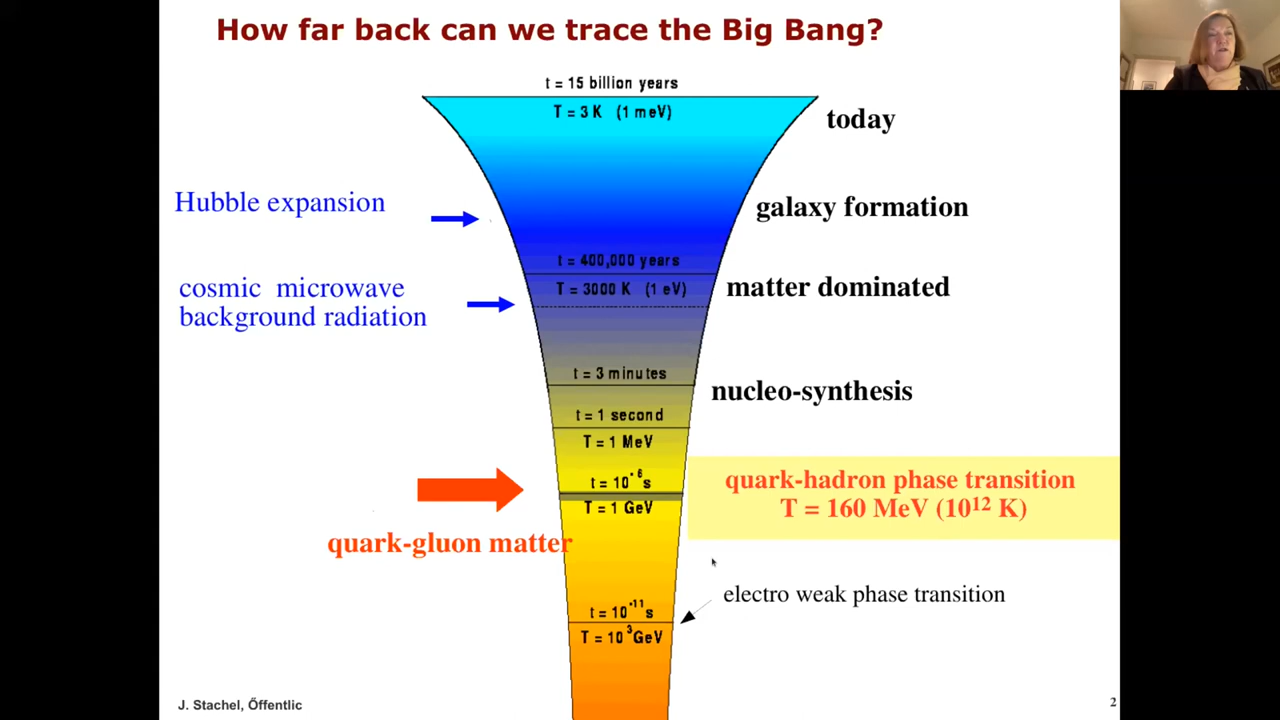 How far back can we trace the Big Bang?
t = 15 billion years
T = 3 K (1 meV)
today
Hubble expansion
galaxy formation
t = 400,000 years
cosmic microwave
background radiation
T = 3000 K (1 eV)
matter dominated
t = 3 minutes
nucleo-synthesis
t = 1 second
T = 1 MeV
t = 10⁻⁶ s
T = 1 GeV
quark-hadron phase transition
T = 160 MeV (10¹² K)
quark-gluon matter
electro weak phase transition
t = 10⁻¹¹ s
T = 10³ GeV
J. Stachel, Öffentlic
2